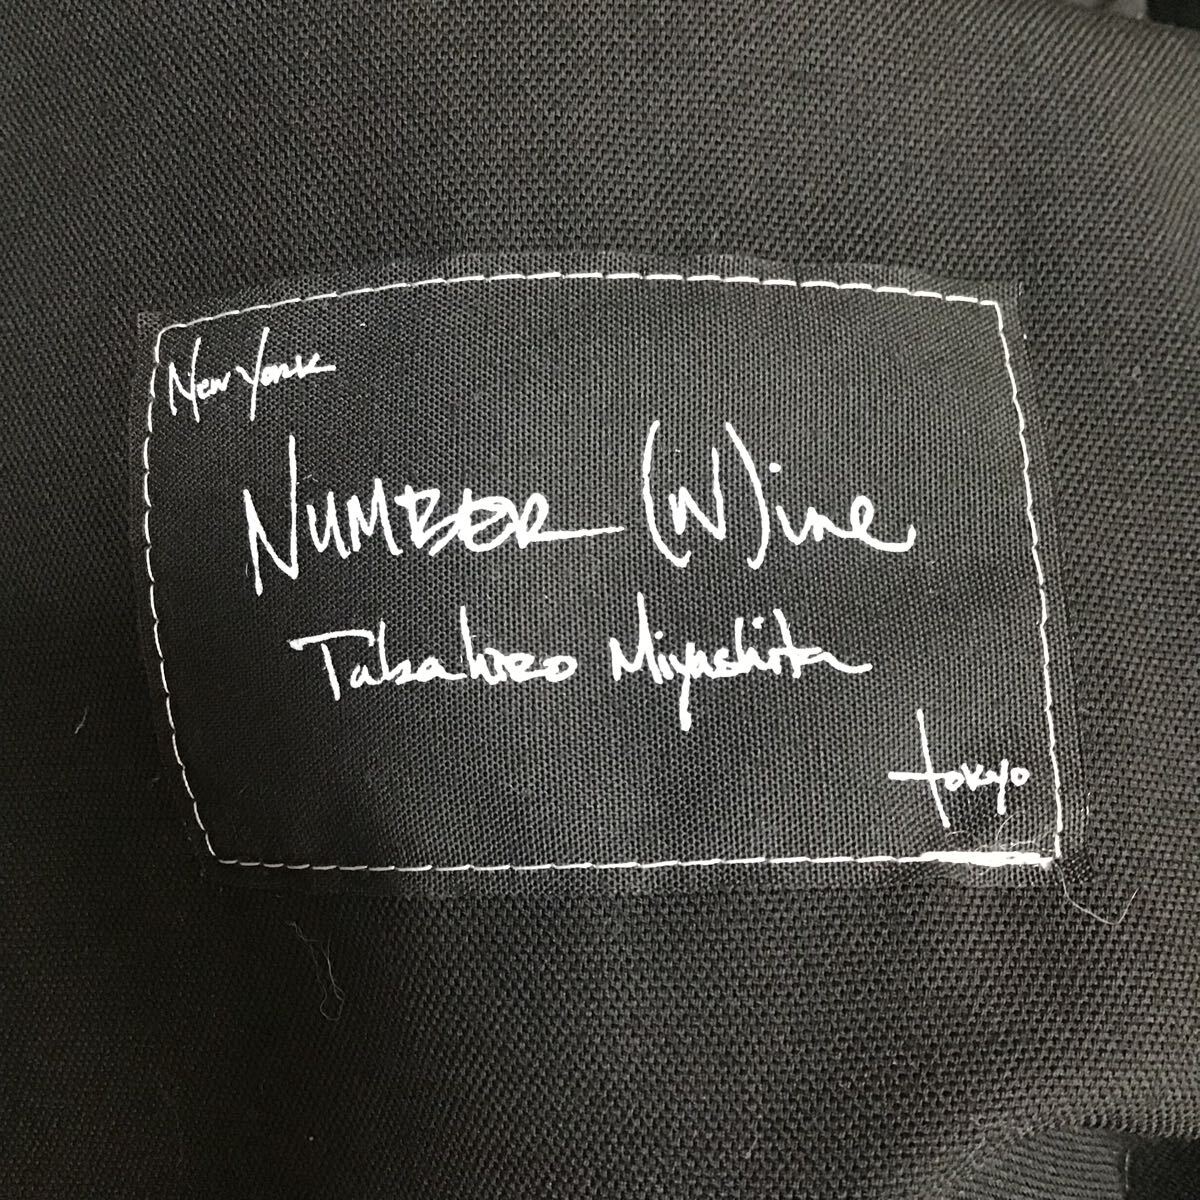 New York
NUMBER (N)ine
Takahiro Miyashita
tokyo